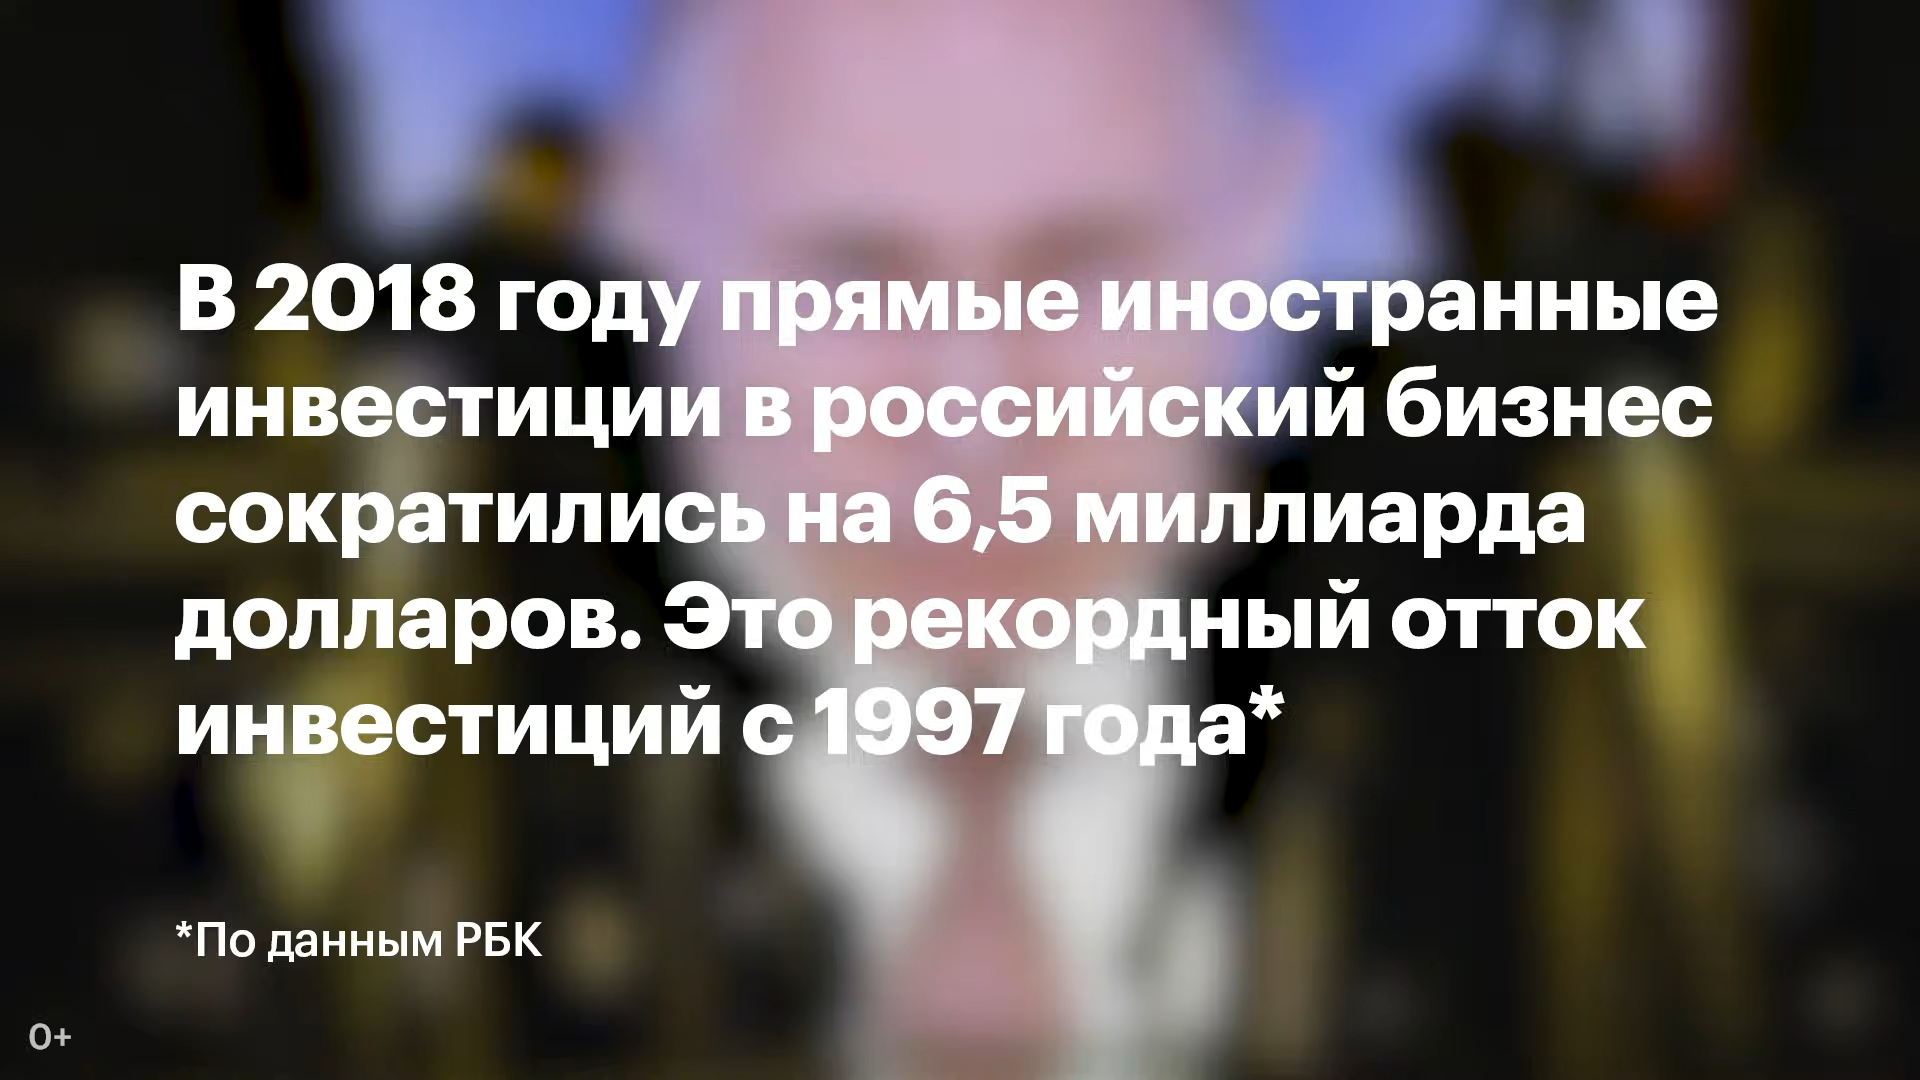 В 2018 году прямые иностранные
инвестиции в российский бизнес
сократились на 6,5 миллиарда
долларов. Это рекордный отток
инвестиций с 1997 года*
*По данным РБК
0+